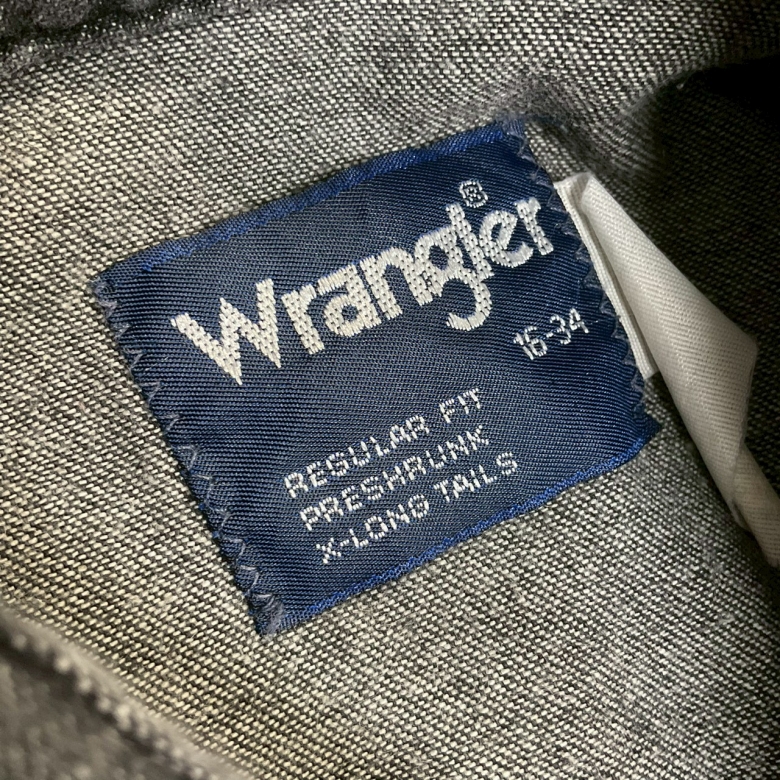 Wrangler®
16-34
REGULAR FIT
PRESHRUNK
X-LONG TAILS